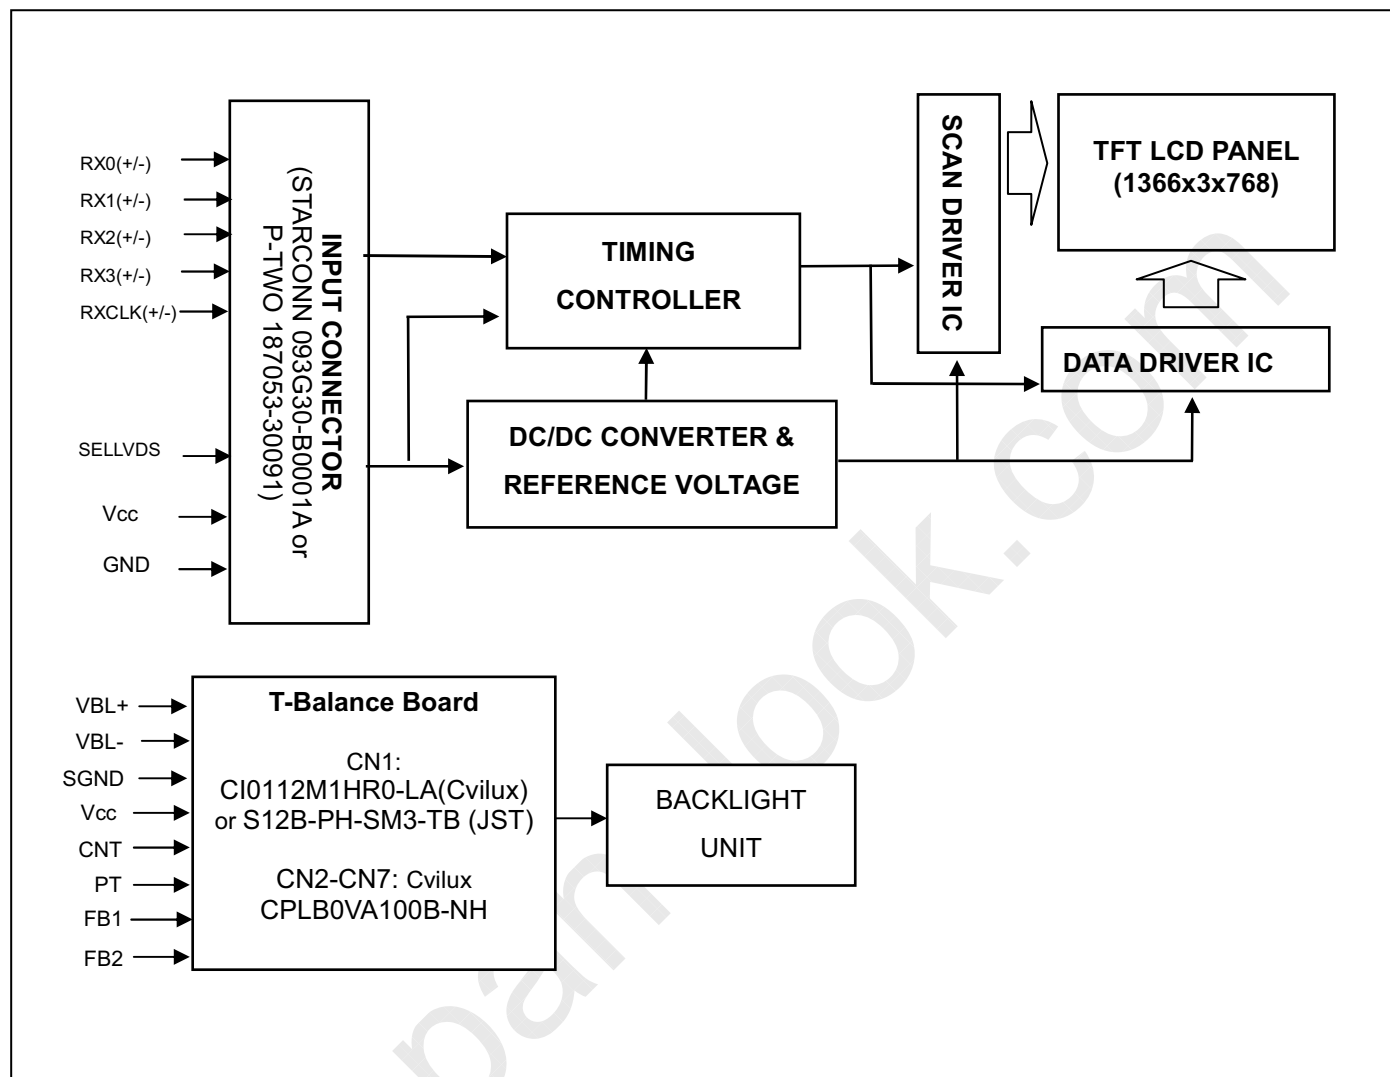 RX0(+/-)
RX1(+/-)
RX2(+/-)
RX3(+/-)
RXCLK(+/-)
SELLVDS
Vcc
GND
INPUT CONNECTOR
(STARCONN 093G30-B0001A or
P-TWO 187053-30091)
TIMING
CONTROLLER
DC/DC CONVERTER &
REFERENCE VOLTAGE
SCAN DRIVER IC
TFT LCD PANEL
(1366x3x768)
DATA DRIVER IC
VBL+
VBL-
SGND
Vcc
CNT
PT
FB1
FB2
T-Balance Board
CN1:
CI0112M1HR0-LA(Cvilux)
or S12B-PH-SM3-TB (JST)
CN2-CN7: Cvilux
CPLB0VA100B-NH
BACKLIGHT
UNIT
panelook.com